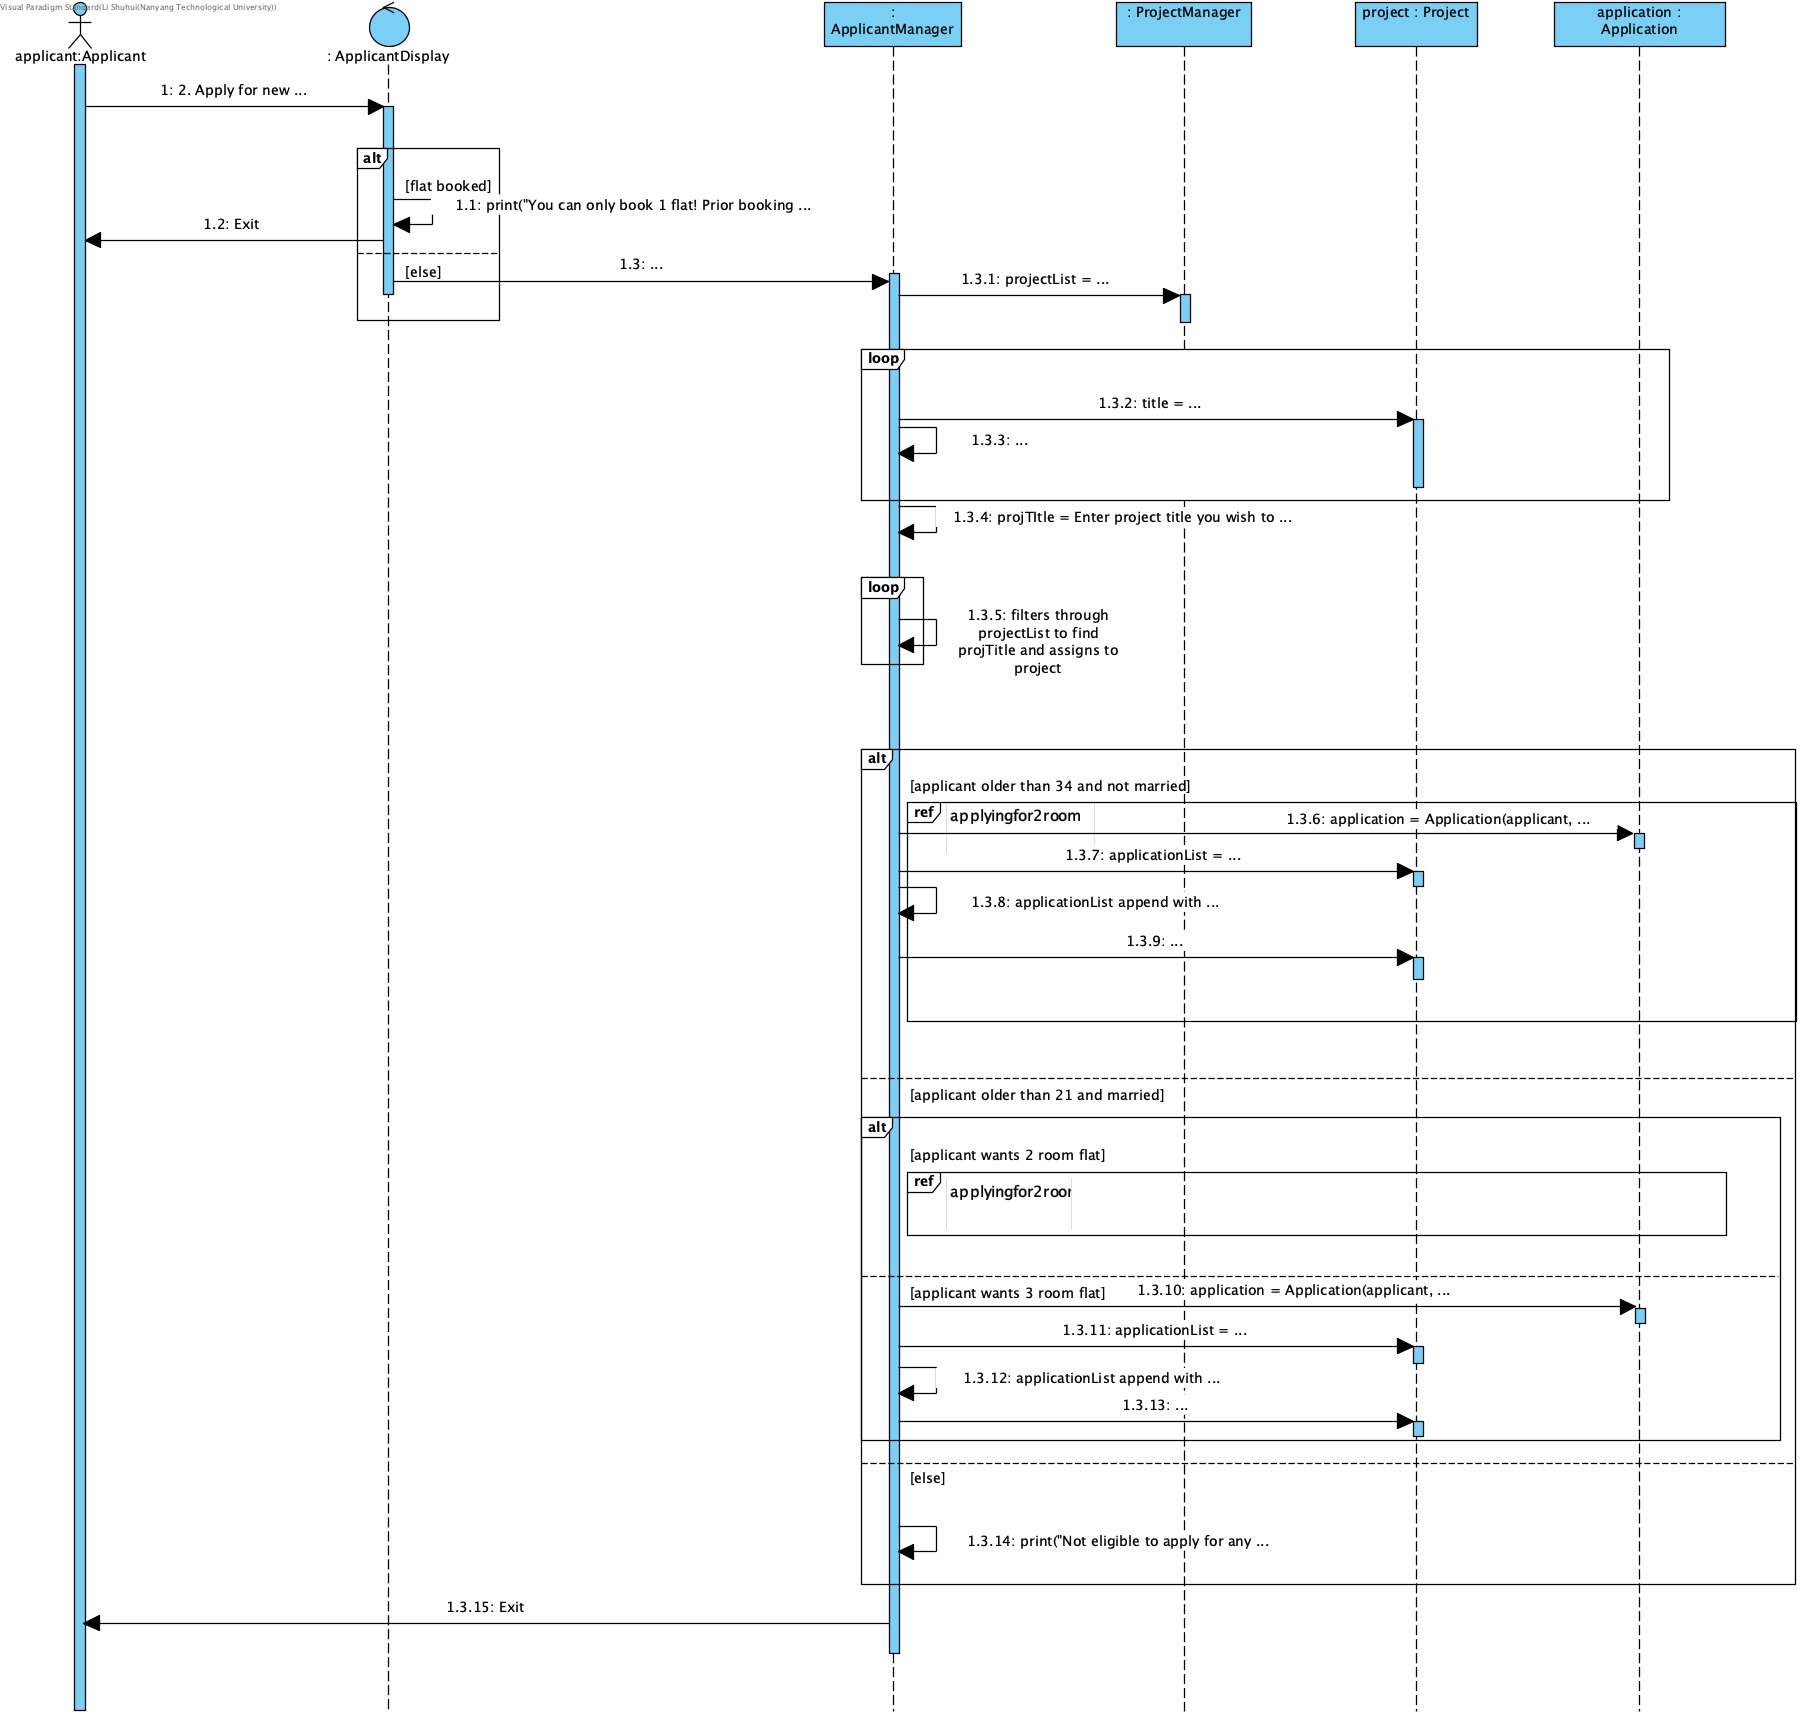 Visual Paradigm Standard(Li Shuhui(Nanyang Technological University))
applicant:Applicant
: ApplicantDisplay
:
ApplicantManager
: ProjectManager
project : Project
application :
Application
1: 2. Apply for new ...
alt
[flat booked]
1.1: print("You can only book 1 flat! Prior booking ...
1.2: Exit
[else]
1.3: ...
1.3.1: projectList = ...
loop
1.3.2: title = ...
1.3.3: ...
1.3.4: projTItle = Enter project title you wish to ...
loop
1.3.5: filters through
projectList to find
projTitle and assigns to
project
alt
[applicant older than 34 and not married]
ref
applyingfor2room
1.3.6: application = Application(applicant, ...
1.3.7: applicationList = ...
1.3.8: applicationList append with ...
1.3.9: ...
[applicant older than 21 and married]
alt
[applicant wants 2 room flat]
ref
applyingfor2roor
[applicant wants 3 room flat]
1.3.10: application = Application(applicant, ...
1.3.11: applicationList = ...
1.3.12: applicationList append with ...
1.3.13: ...
[else]
1.3.14: print("Not eligible to apply for any ...
1.3.15: Exit